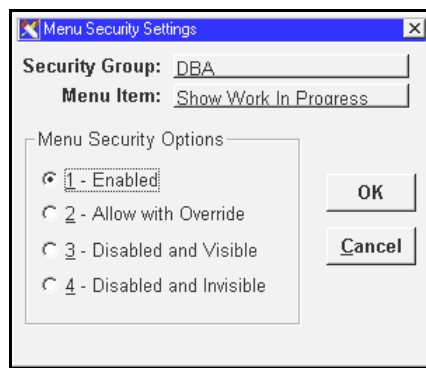 Menu Security Settings
Security Group: DBA
Menu Item: Show Work In Progress
Menu Security Options
1 - Enabled
2 - Allow with Override
3 - Disabled and Visible
4 - Disabled and Invisible
OK
Cancel